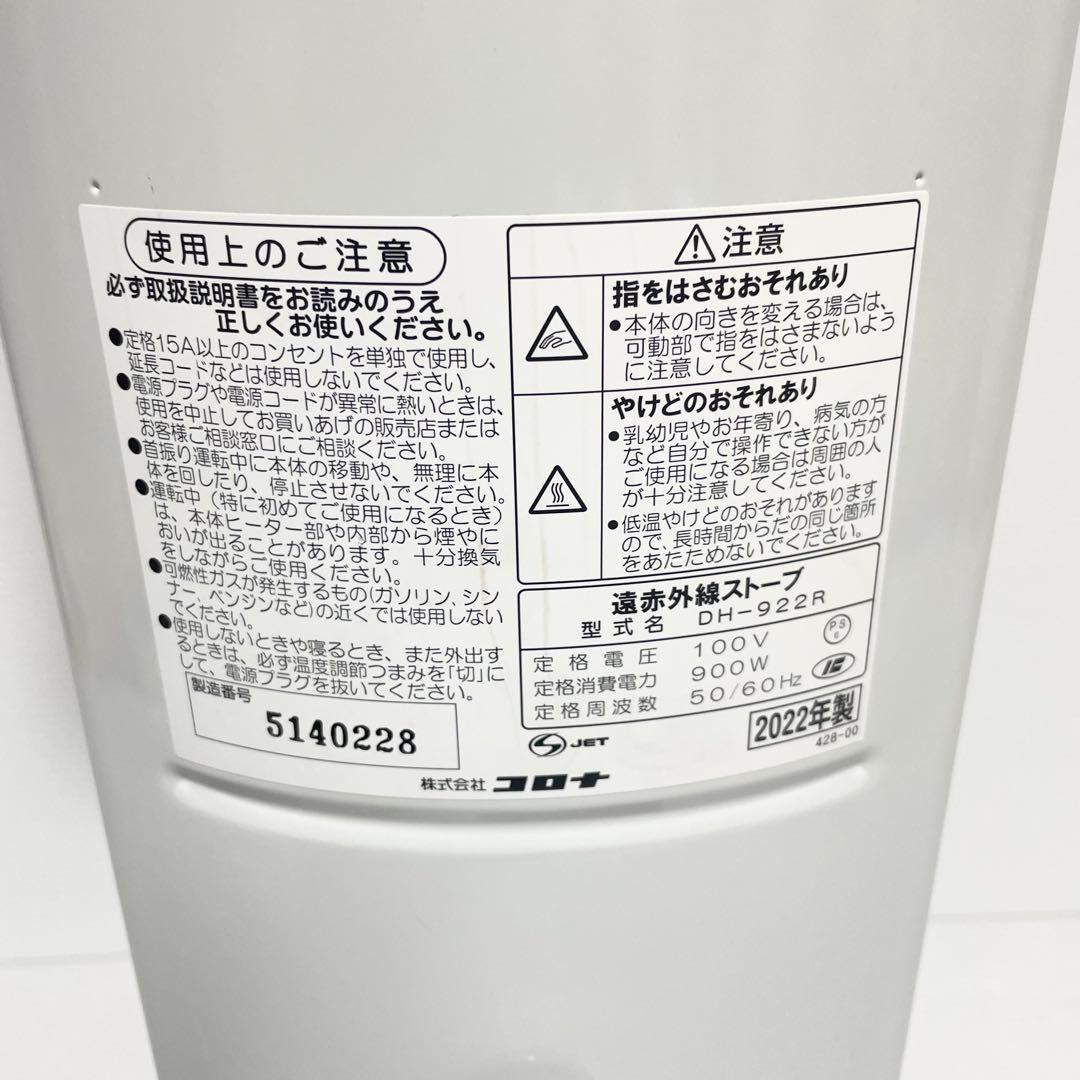 使用上のご注意
必ず取扱説明書をお読みのうえ
正しくお使いください。
●定格15A以上のコンセントを単独で使用し、
延長コードなどは使用しないでください。
●電源プラグや電源コードが異常に熱いときは、
使用を中止してお買いあげの販売店または
お客様ご相談窓口にご相談ください。
●首振り運転中に本体の移動や、無理に本
体を回したり、停止させないでください。
●運転中（特に初めてご使用になるとき）
は、本体ヒーター部や内部から煙やに
おいが出ることがあります。十分換気
をしながらご使用ください。
●可燃性ガスが発生するもの(ガソリン、シン
ナー、ベンジンなど)の近くでは使用しない
でください。
●使用しないときや寝るとき、また外出す
るときは、必ず温度調節つまみを「切」に
して、電源プラグを抜いてください。
製造番号
5140228
注意
指をはさむおそれあり
●本体の向きを変える場合は、
可動部で指をはさまないよう
に注意してください。
やけどのおそれあり
●乳幼児やお年寄り、病気の方
など自分で操作できない方が
ご使用になる場合は周囲の人
が十分注意してください。
●低温やけどのおそれがあります
ので、長時間からだの同じ箇所
をあたためないでください。
遠赤外線ストーブ
型式名 DH-922R
定格電圧 100V
定格消費電力 900W
定格周波数 50/60Hz
PS
E
S JET
2022年製
428-00
株式会社 コロナ